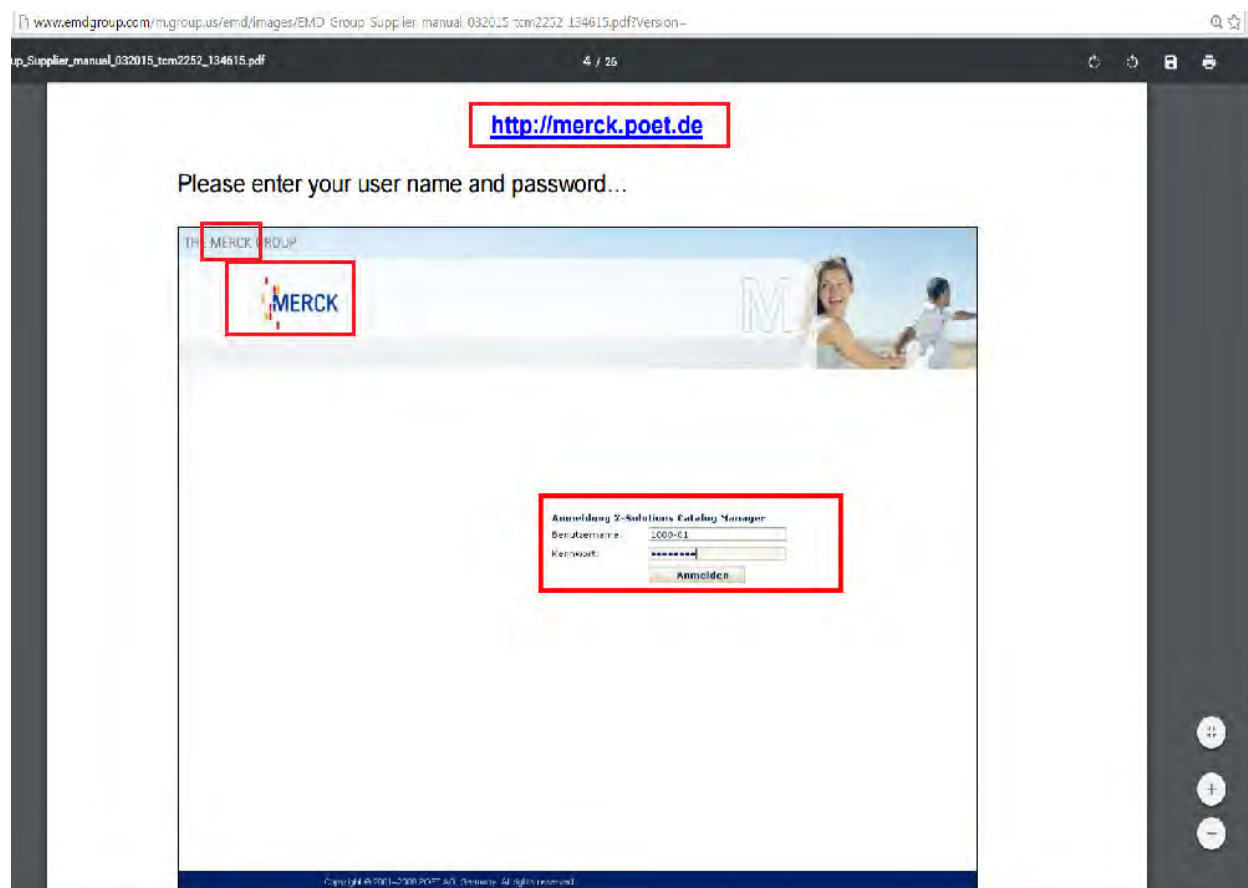 www.emdgroup.com/m.group.us/emd/images/EMD-Group-Supplier-manual-032015-tcm2252-134615.pdf?Version=
up_Supplier_manual_032015_tcm2252_134615.pdf
4 / 26
http://merck.poet.de
Please enter your user name and password...
THE MERCK GROUP
MERCK
M
Anmeldung X-Solutions Catalog Manager
Benutzername:
1000-01
Kennwort:
Anmelden
Copyright © 2001-2008 POET AG, Germany. All rights reserved.